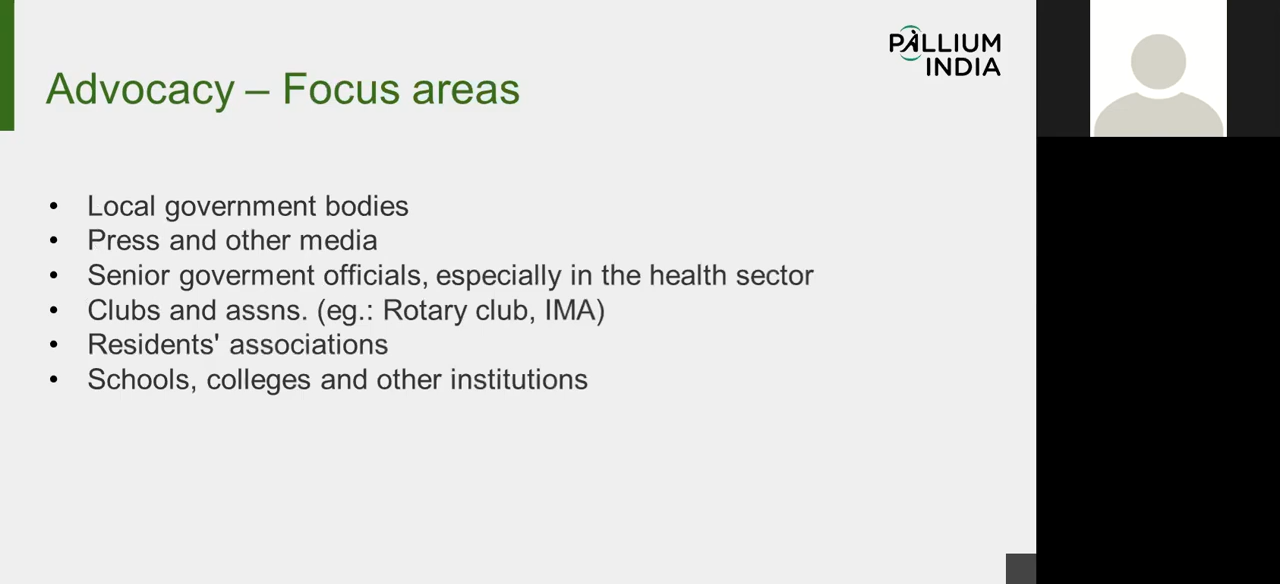 PALLIUM
INDIA
Advocacy – Focus areas
• Local government bodies
• Press and other media
• Senior goverment officials, especially in the health sector
• Clubs and assns. (eg.: Rotary club, IMA)
• Residents' associations
• Schools, colleges and other institutions